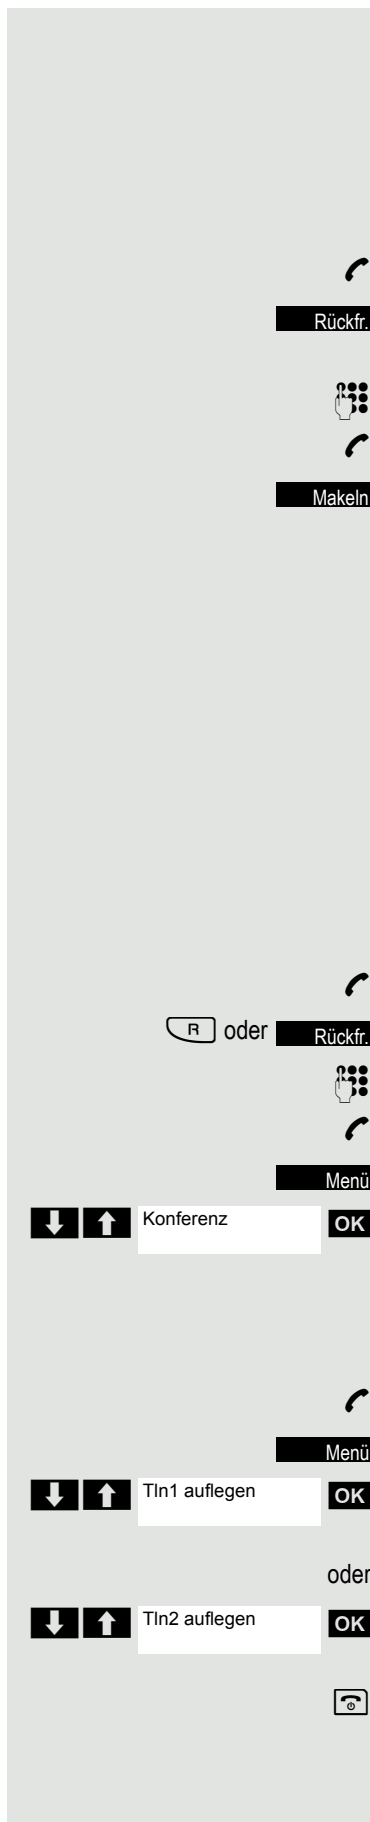 Rückfr.
Makeln
R oder Rückfr.
Menü
Konferenz OK
Menü
Tln1 auflegen OK
oder
Tln2 auflegen OK